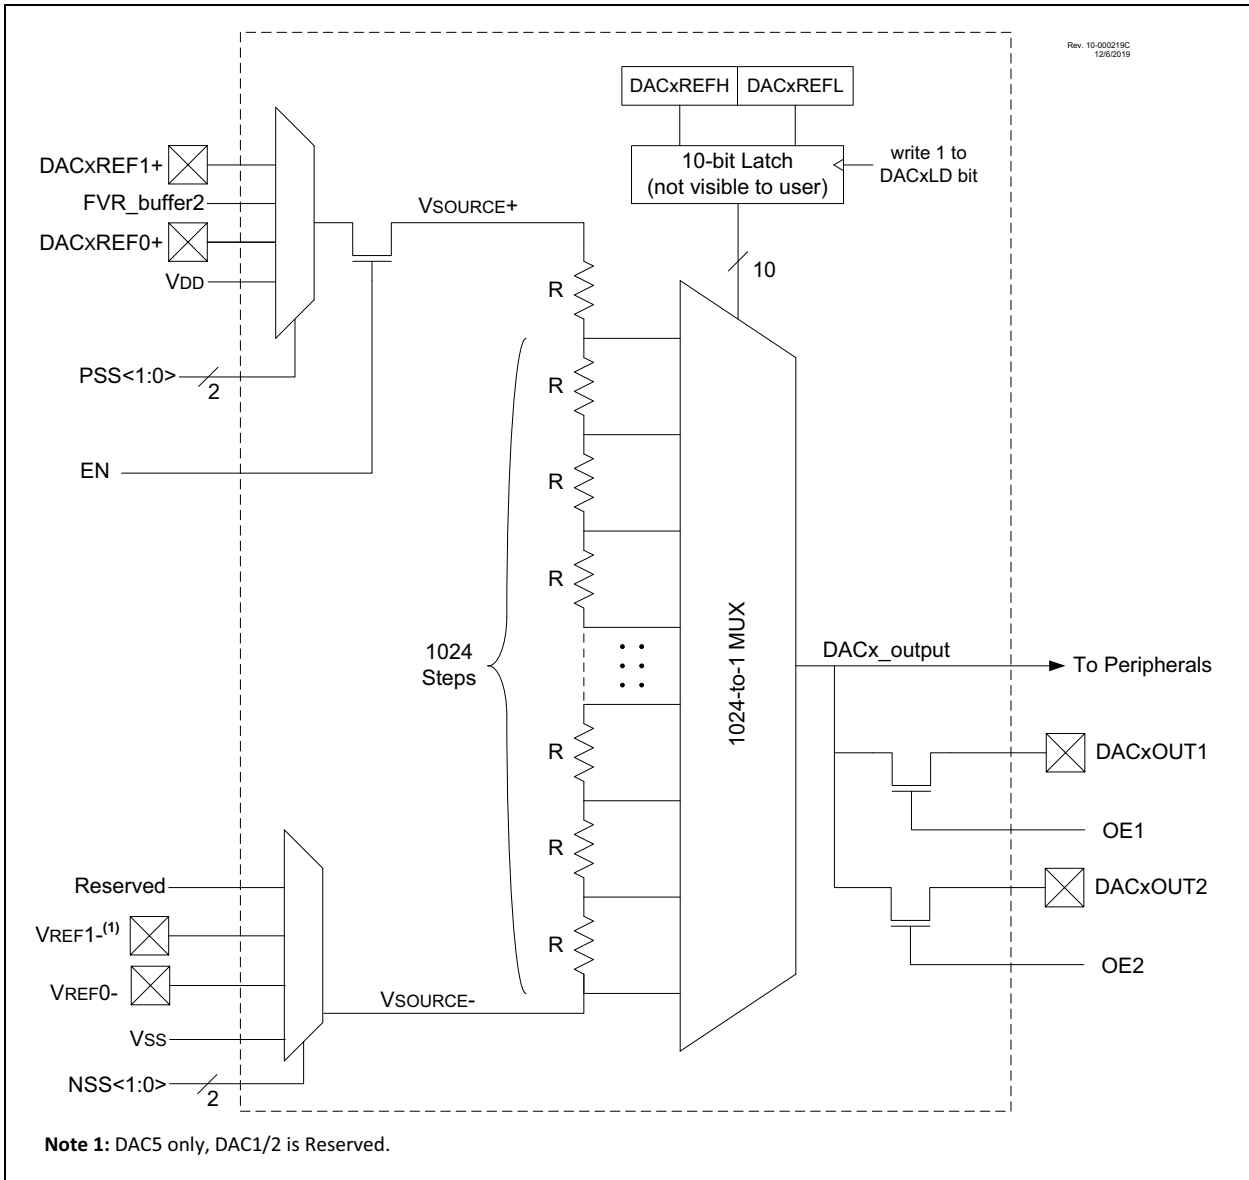 Rev. 10-000219C
12/6/2019
DACxREFH DACxREFL
10-bit Latch
(not visible to user)
write 1 to
DACxLD bit
10
DACxREF1+
FVR_buffer2
DACxREF0+
VDD
PSS<1:0>
2
EN
VSOURCE+
R
R
R
R
1024
Steps
R
R
R
1024-to-1 MUX
DACx_output
To Peripherals
DACxOUT1
OE1
DACxOUT2
OE2
Reserved
VREF1-(1)
VREF0-
VSS
NSS<1:0>
2
VSOURCE-
Note 1: DAC5 only, DAC1/2 is Reserved.